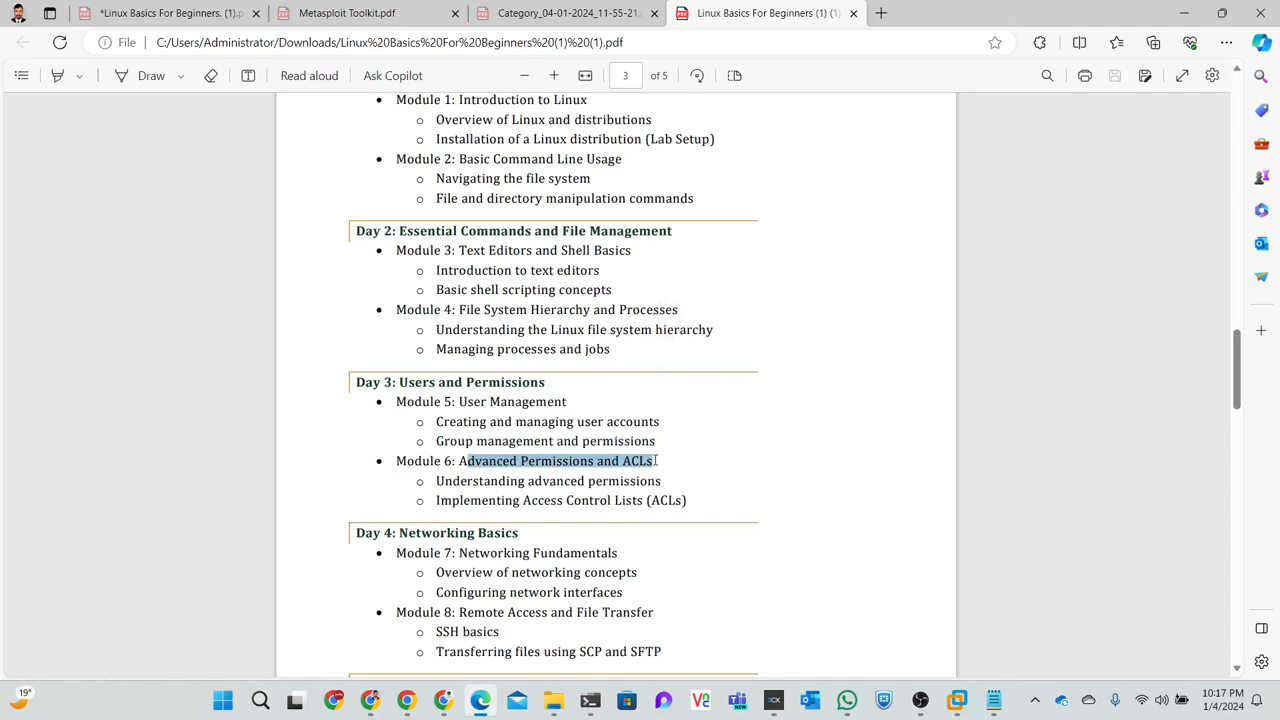 *Linux Basics For Beginners (1).p
Metasploit Toolkit.pdf
Category_04-01-2024_11-55-21.
Linux Basics For Beginners (1) (1)
File
C:/Users/Administrator/Downloads/Linux%20Basics%20For%20Beginners%20(1)%20(1).pdf
Draw
Read aloud
Ask Copilot
3
of 5
Module 1: Introduction to Linux
Overview of Linux and distributions
Installation of a Linux distribution (Lab Setup)
Module 2: Basic Command Line Usage
Navigating the file system
File and directory manipulation commands
Day 2: Essential Commands and File Management
Module 3: Text Editors and Shell Basics
Introduction to text editors
Basic shell scripting concepts
Module 4: File System Hierarchy and Processes
Understanding the Linux file system hierarchy
Managing processes and jobs
Day 3: Users and Permissions
Module 5: User Management
Creating and managing user accounts
Group management and permissions
Module 6: Advanced Permissions and ACLs
Understanding advanced permissions
Implementing Access Control Lists (ACLs)
Day 4: Networking Basics
Module 7: Networking Fundamentals
Overview of networking concepts
Configuring network interfaces
Module 8: Remote Access and File Transfer
SSH basics
Transferring files using SCP and SFTP
19°
10:17 PM
1/4/2024